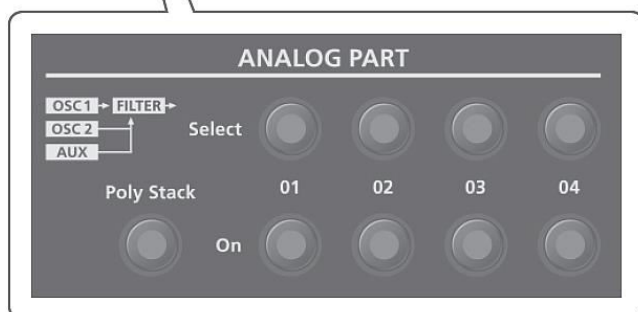 ANALOG PART
OSC 1 FILTER
OSC 2
AUX
Select
Poly Stack 01 02 03 04
On